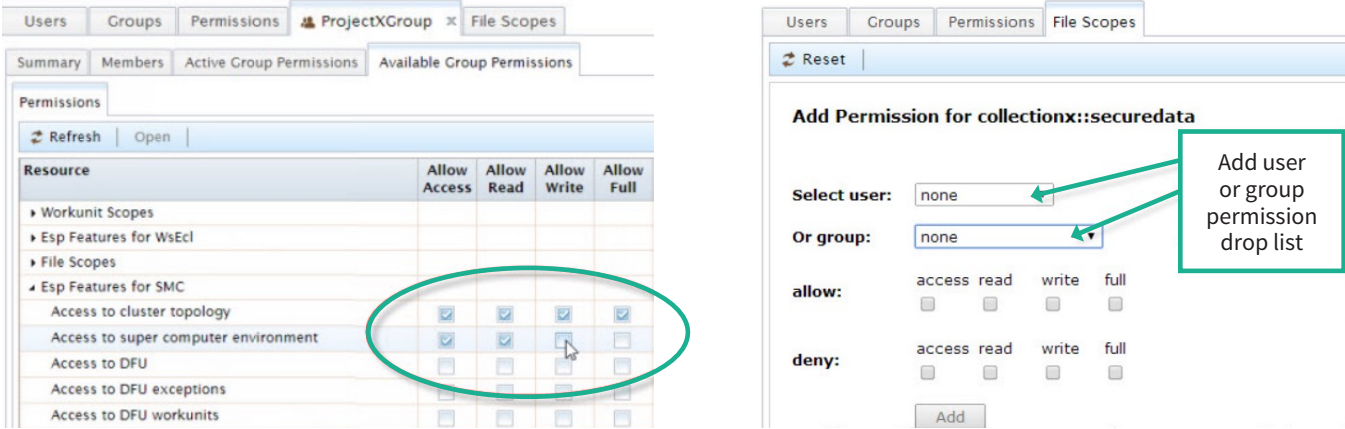 Users Groups Permissions ProjectXGroup x File Scopes
Summary Members Active Group Permissions Available Group Permissions
Permissions
Refresh Open
Resource Allow Access Allow Read Allow Write Allow Full
Workunit Scopes
Esp Features for WsEcl
File Scopes
Esp Features for SMC
Access to cluster topology
Access to super computer environment
Access to DFU
Access to DFU exceptions
Access to DFU workunits
Users Groups Permissions File Scopes
Reset
Add Permission for collectionx::securedata
Select user: none
Or group: none
allow: access read write full
deny: access read write full
Add
Add user
or group
permission
drop list